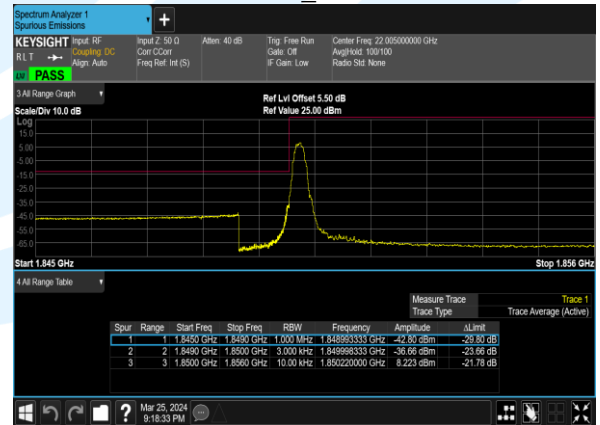 Spectrum Analyzer 1
Spurious Emissions
+
KEYSIGHT Input: RF Input Z: 50 Ω Atten: 40 dB Trig: Free Run Center Freq: 22.005000000 GHz
RLT Coupling: DC Corr CCorr Gate: Off Avg|Hold: 100/100
Align: Auto Freq Ref: Int (S) IF Gain: Low Radio Std: None
LV PASS
3 All Range Graph
Ref Lvl Offset 5.50 dB
Scale/Div 10.0 dB Ref Value 25.00 dBm
Log
15.0
5.00
-5.00
-15.0
-25.0
-35.0
-45.0
-55.0
-65.0
Start 1.845 GHz Stop 1.856 GHz
4 All Range Table
Measure Trace Trace 1
Trace Type Trace Average (Active)
Spur Range Start Freq Stop Freq RBW Frequency Amplitude ΔLimit
1 1 1.8450 GHz 1.8490 GHz 1.000 MHz 1.848993333 GHz -42.80 dBm -29.80 dB
2 2 1.8490 GHz 1.8500 GHz 3.000 kHz 1.849998333 GHz -36.66 dBm -23.66 dB
3 3 1.8500 GHz 1.8560 GHz 10.00 kHz 1.850220000 GHz 8.223 dBm -21.78 dB
? Mar 25, 2024
9:18:33 PM